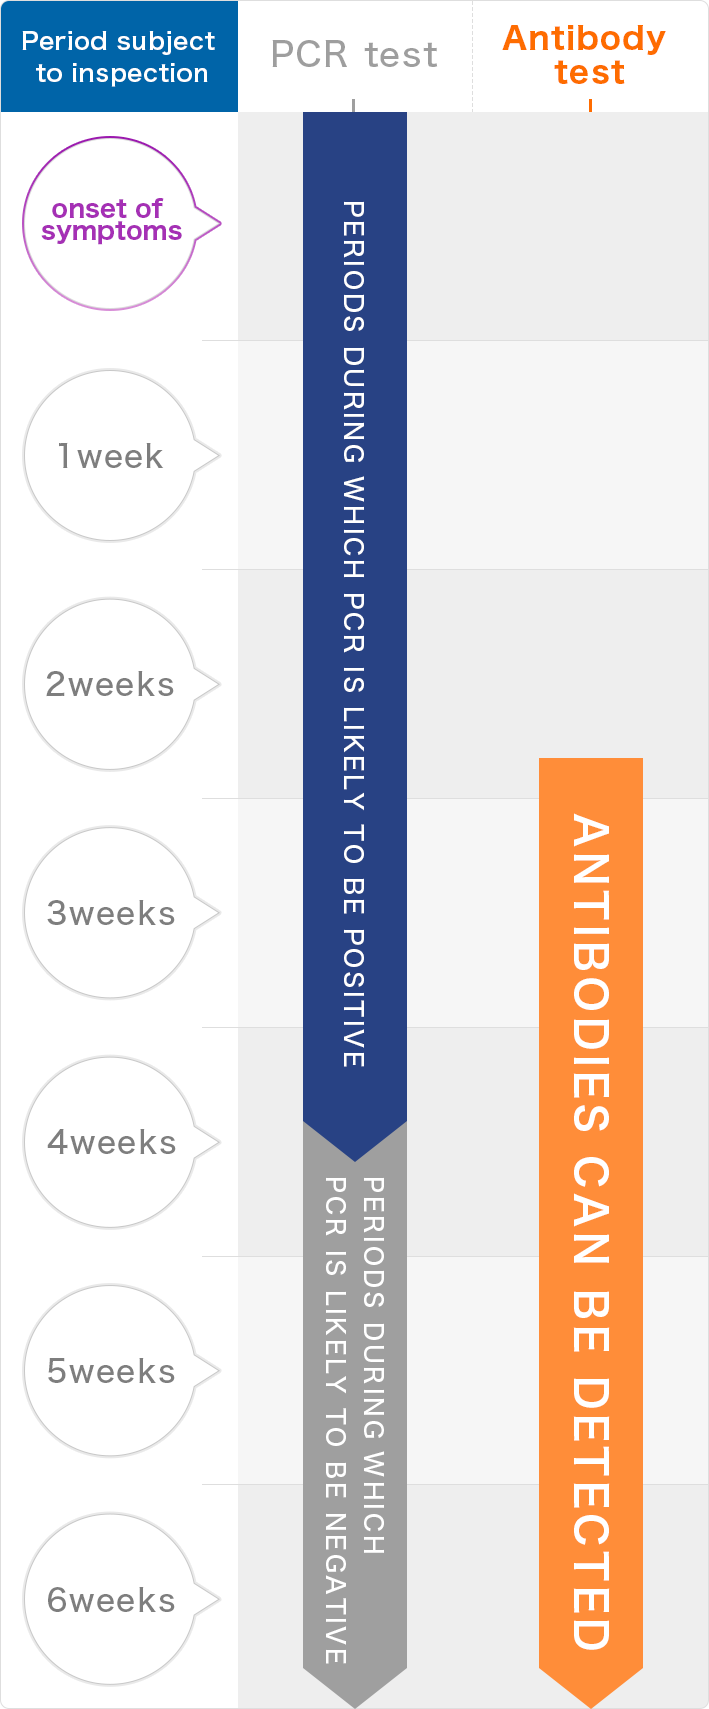 Period subject
to inspection
PCR test
Antibody
test
onset of
symptoms
1week
2weeks
3weeks
4weeks
5weeks
6weeks
PERIODS DURING WHICH PCR IS LIKELY TO BE POSITIVE
PERIODS DURING WHICH
PCR IS LIKELY TO BE NEGATIVE
ANTIBODIES CAN BE DETECTED